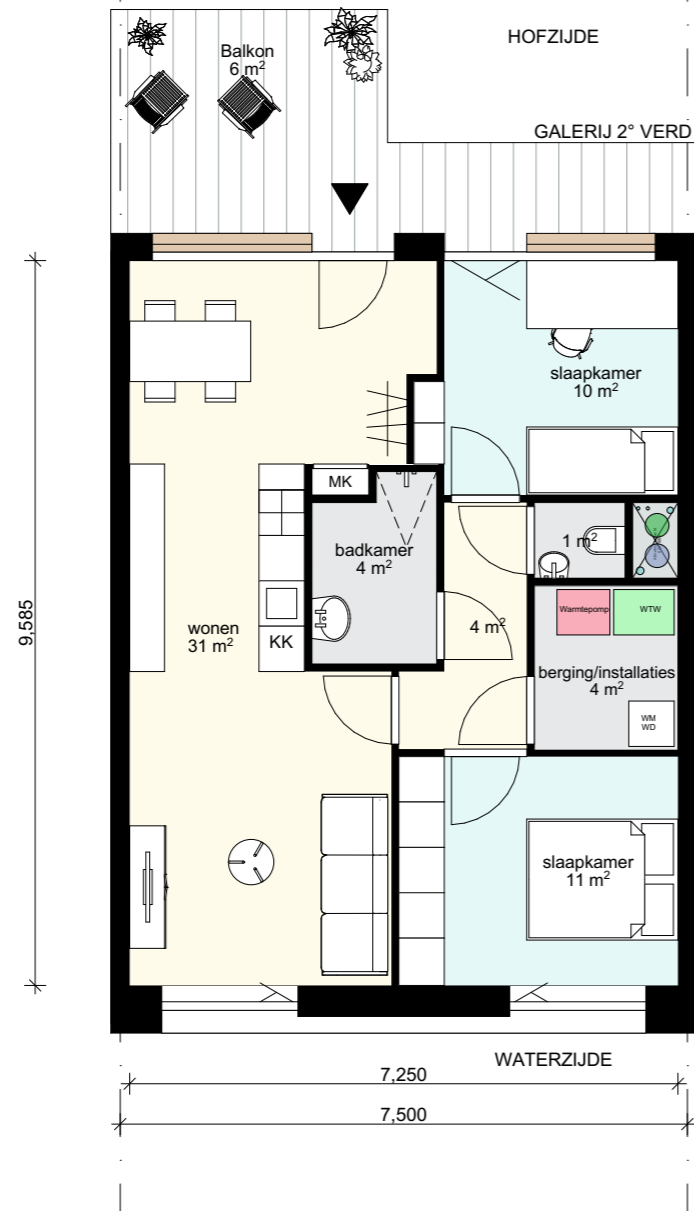 HOFZIJDE
Balkon
6 m²
GALERIJ 2° VERD
slaapkamer
10 m²
MK
badkamer
4 m²
1 m²
Warmtepomp
WTW
9,585
wonen
31 m²
KK
4 m²
berging/installaties
4 m²
WM
WD
slaapkamer
11 m²
WATERZIJDE
7,250
7,500